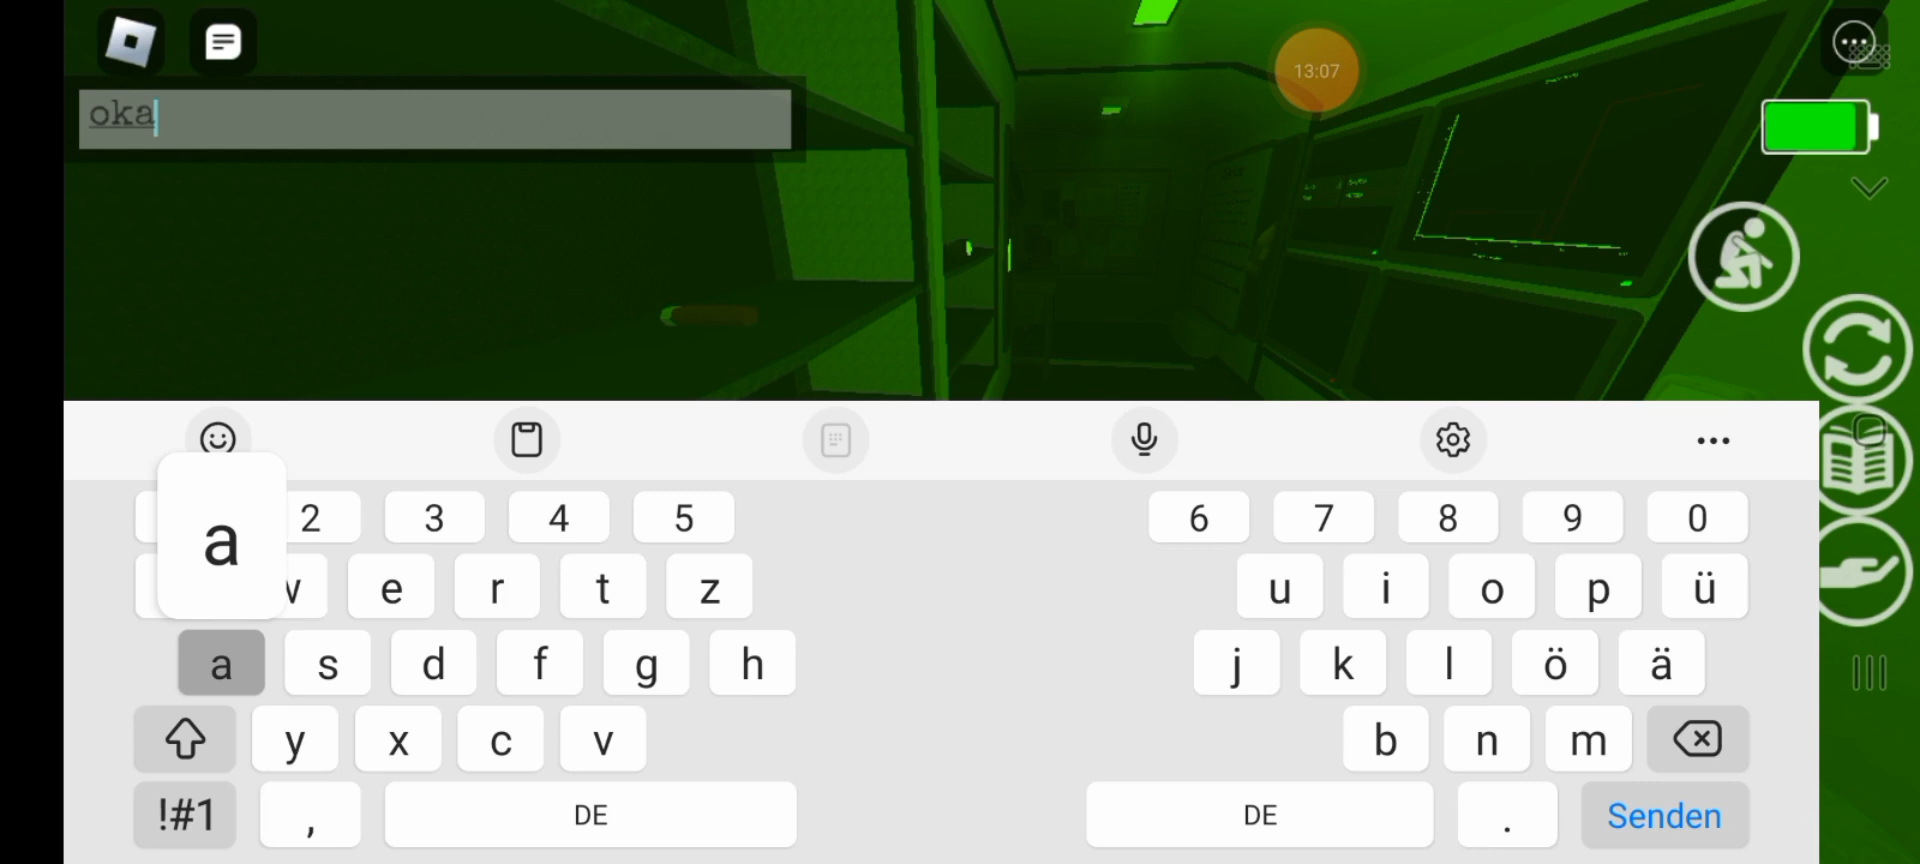 13:07
oka
a
2 3 4 5 6 7 8 9 0
e r t z u i o p ü
a s d f g h j k l ö ä
y x c v b n m
!#1 , DE DE . Senden